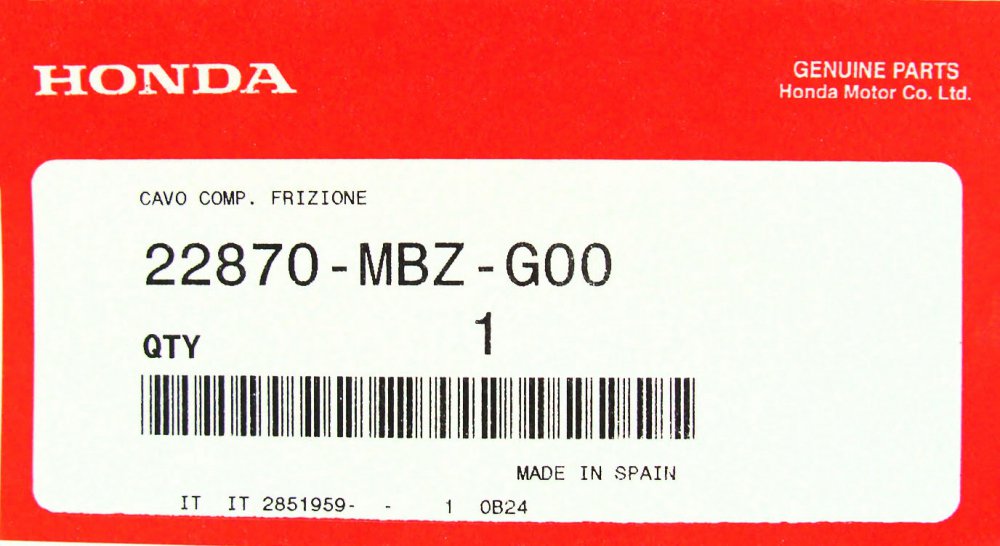 HONDA
GENUINE PARTS
Honda Motor Co. Ltd.
CAVO COMP. FRIZIONE
22870-MBZ-G00
QTY 1
MADE IN SPAIN
IT IT 2851959- - 1 0B24